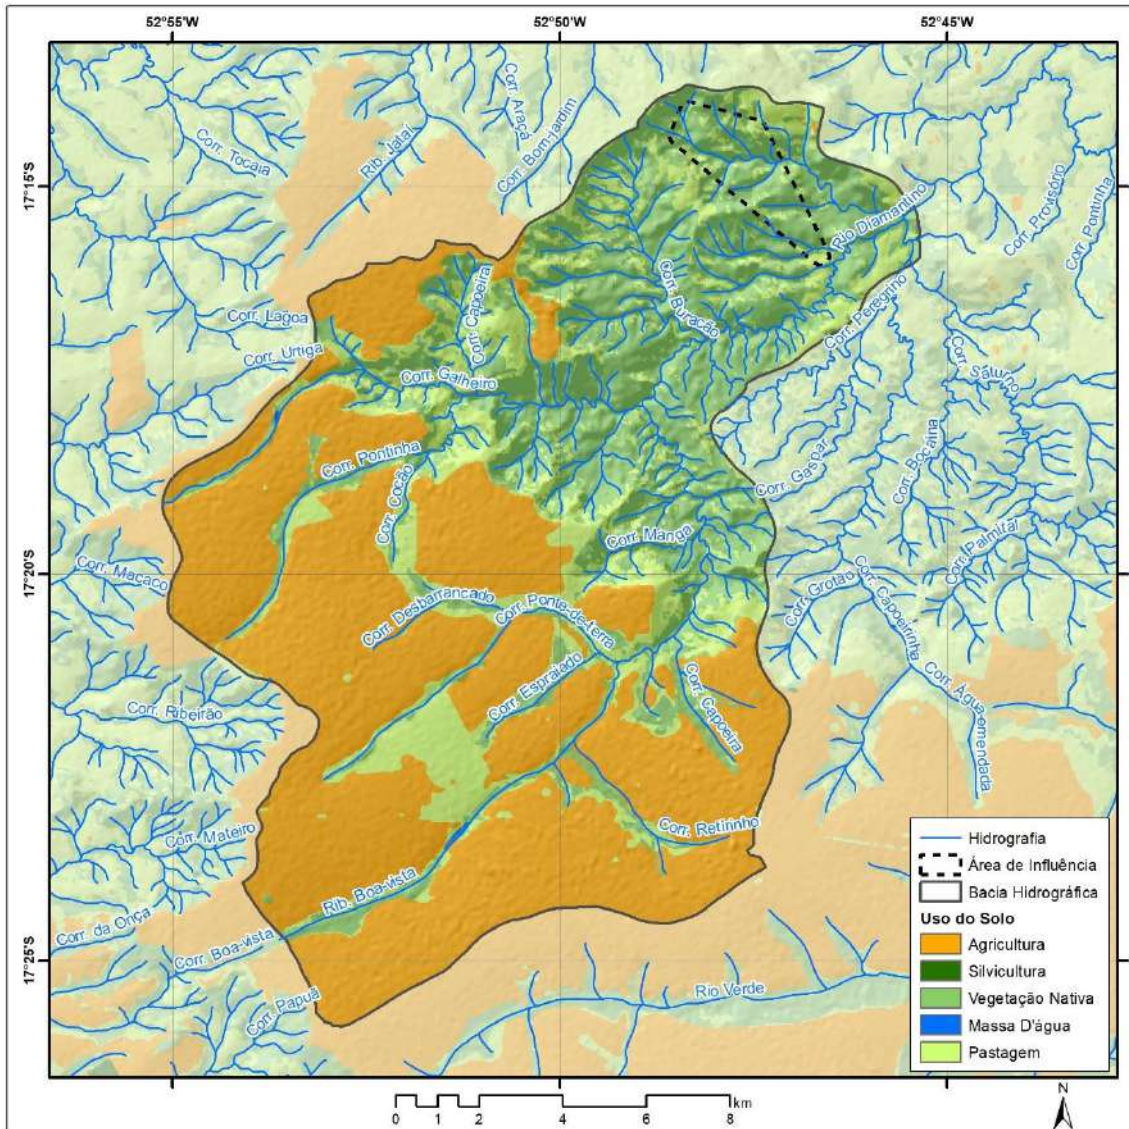 52°55'W
52°50'W
52°45'W
17°15'S
17°20'S
17°25'S
Corr. Tocaia
Rib. Jataí
Corr. Araçá
Corr. Bom-jardim
Corr. Provisório
Corr. Pontinha
Rio Diamantino
Corr. Buracão
Corr. Peregrino
Corr. Capoeira
Corr. Lagoa
Corr. Urtiga
Corr. Galheiro
Corr. Saturno
Corr. Pontinha
Corr. Cocão
Corr. Gaspar
Corr. Bocaina
Corr. Manga
Corr. Palmital
Corr. Macaco
Corr. Grotão
Corr. Capoeirinha
Corr. Desbarrancado
Corr. Ponte-de-terra
Corr. Espraiado
Corr. Capoeira
Corr. Água-emendada
Corr. Ribeirão
Corr. Mateiro
Corr. Retirinho
Rib. Boa-vista
Corr. da Onça
Corr. Boa-vista
Corr. Papuã
Rio Verde
Hidrografia
Área de Influência
Bacia Hidrográfica
Uso do Solo
Agricultura
Silvicultura
Vegetação Nativa
Massa D'água
Pastagem
0 1 2 4 6 8 km
N